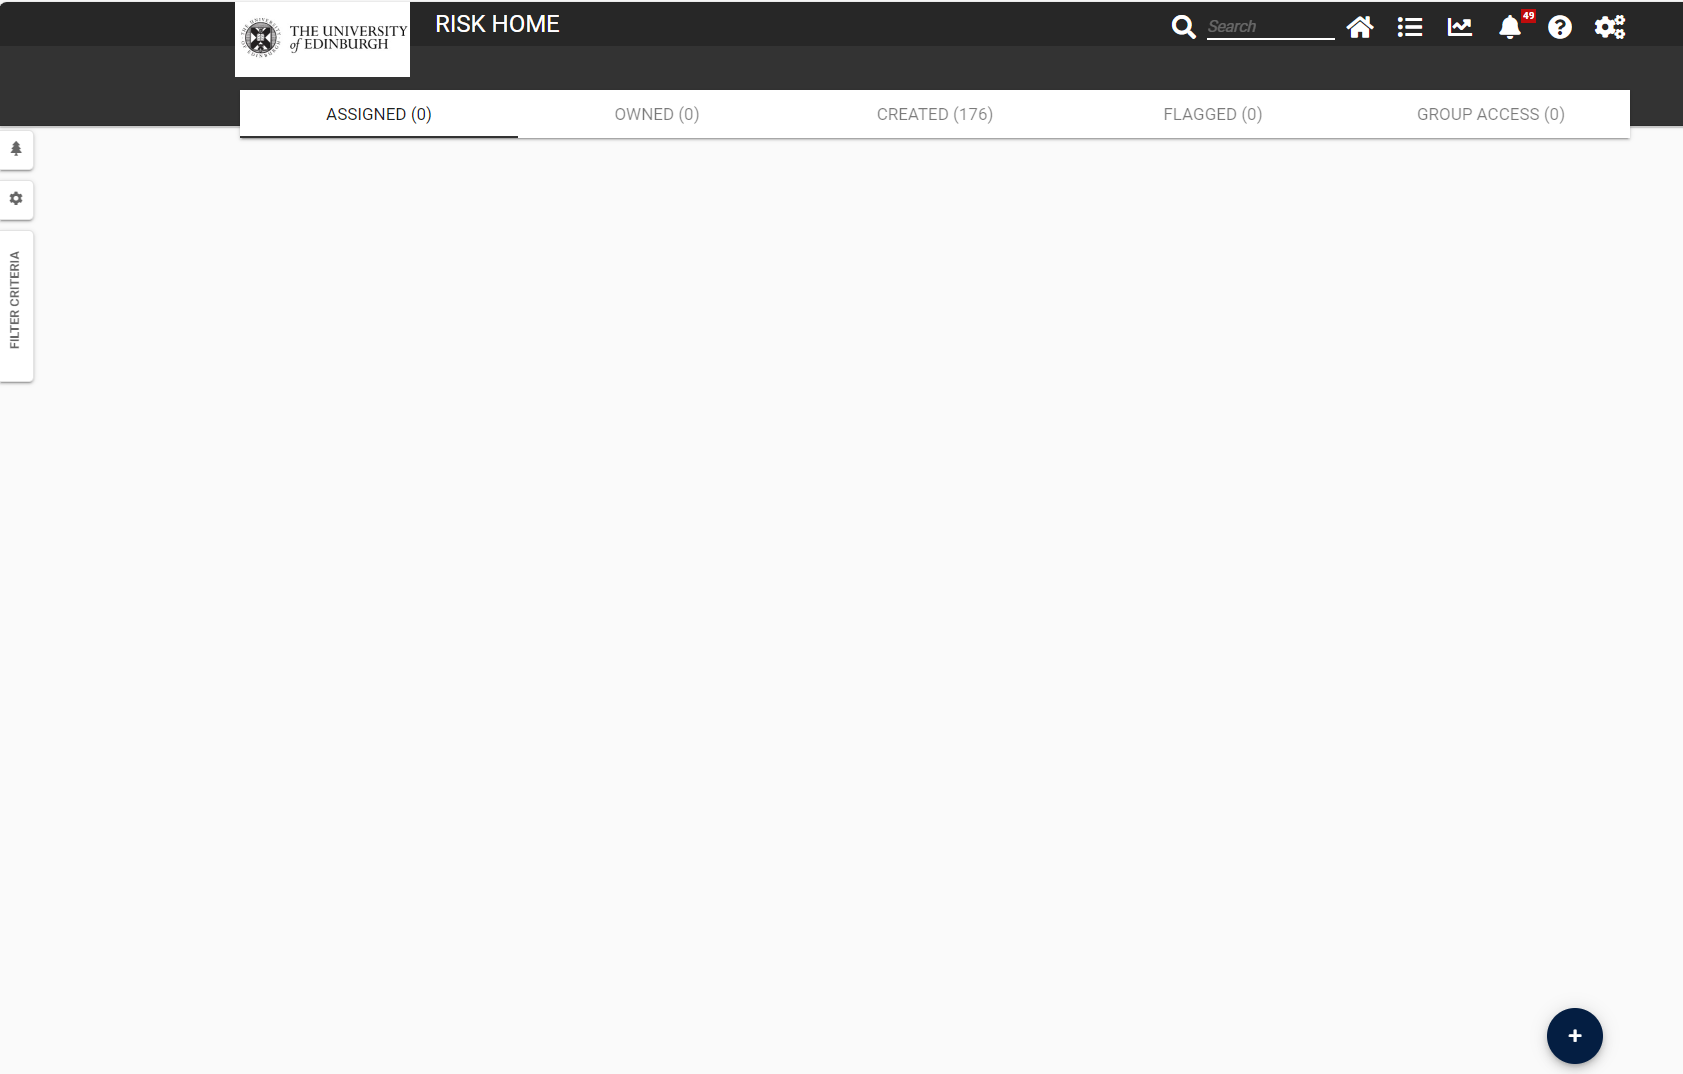 THE UNIVERSITY
of EDINBURGH
RISK HOME
Search
49
ASSIGNED (0)
OWNED (0)
CREATED (176)
FLAGGED (0)
GROUP ACCESS (0)
FILTER CRITERIA